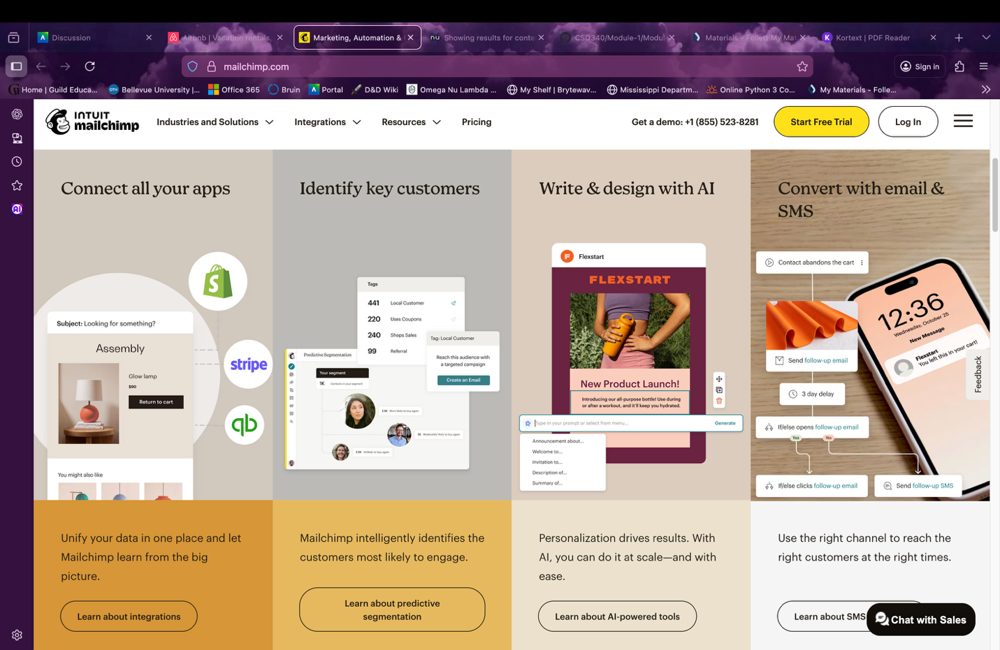 Discussion
Airbnb | Vacation rentals,
Marketing, Automation &
Showing results for conte
CSD340/Module-1/Modul
Materials - Follett My Mat
Kortext | PDF Reader
mailchimp.com
Sign in
Home | Guild Educa...
Bellevue University |...
Office 365
Bruin
Portal
D&D Wiki
Omega Nu Lambda ...
My Shelf | Brytewav...
Mississippi Departm...
Online Python 3 Co...
My Materials - Folle...
INTUIT
mailchimp
Industries and Solutions
Integrations
Resources
Pricing
Get a demo: +1 (855) 523-8281
Start Free Trial
Log In
Connect all your apps
Subject: Looking for something?
Assembly
Glow lamp
$90
Return to cart
You might also like
stripe
qb
Unify your data in one place and let
Mailchimp learn from the big
picture.
Learn about integrations
Identify key customers
Tags
441 Local Customer
220 Uses Coupons
240 Shops Sales
99 Referral
Tag: Local Customer
Reach this audience with
a targeted campaign
Create an Email
Predictive Segmentation
Your segment
1K Contacts in your segment
2.5K More likely to buy again
5K Moderately likely to buy again
2.5K Unlikely to buy again
Mailchimp intelligently identifies the
customers most likely to engage.
Learn about predictive
segmentation
Write & design with AI
Flexstart
FLEXSTART
New Product Launch!
Introducing our all-purpose bottle! Use during
or after a workout, and it'll keep you hydrated.
Type in your prompt or select from menu...
Generate
Announcement about...
Welcome to...
Invitation to...
Description of...
Summary of...
Personalization drives results. With
AI, you can do it at scale—and with
ease.
Learn about AI-powered tools
Convert with email &
SMS
Contact abandons the cart
Send follow-up email
3 day delay
If/else opens follow-up email
Yes
No
If/else clicks follow-up email
Send follow-up SMS
12:36
Wednesday, October 25
New Message
Flexstart
You left this in your cart!
Feedback
Use the right channel to reach the
right customers at the right times.
Learn about SMS
Chat with Sales